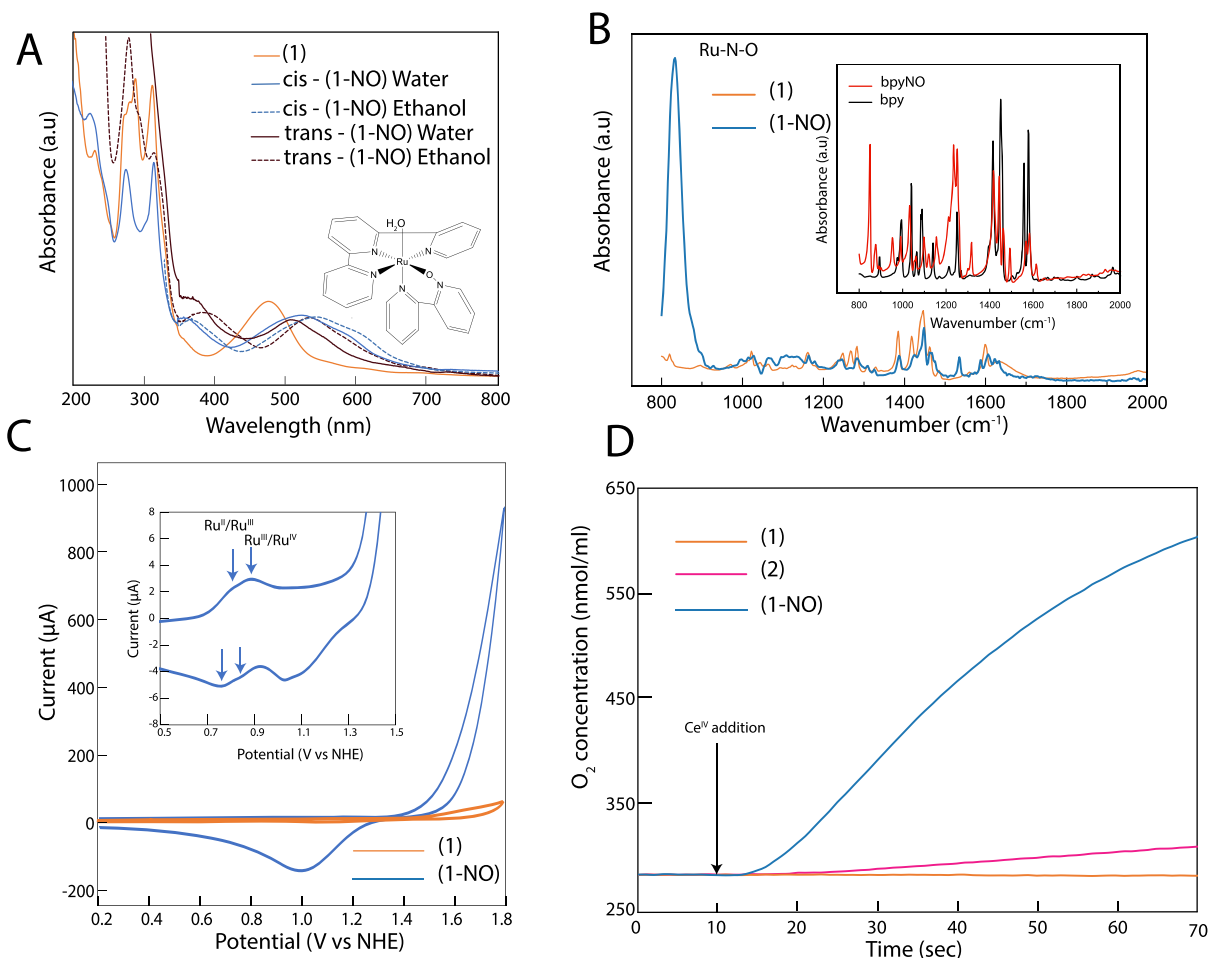 A
(1)
cis - (1-NO) Water
cis - (1-NO) Ethanol
trans - (1-NO) Water
trans - (1-NO) Ethanol
H₂O
N
N
Ru
N
O
N
Absorbance (a.u)
200 300 400 500 600 700 800
Wavelength (nm)
B
Ru-N-O
(1)
(1-NO)
Absorbance (a.u)
800 1000 1200 1400 1600 1800 2000
Wavenumber (cm⁻¹)
bpyNO
bpy
Absorbance (a.u)
800 1000 1200 1400 1600 1800 2000
Wavenumber (cm⁻¹)
C
1000
800
600
400
200
0
-200
Current (µA)
0.2 0.4 0.6 0.8 1.0 1.2 1.4 1.6 1.8
Potential (V vs NHE)
(1)
(1-NO)
Ruᴵᴵ/Ruᴵᴵᴵ
Ruᴵᴵᴵ/Ruᴵⱽ
8
6
4
2
0
-2
-4
-6
-8
Current (µA)
0.5 0.7 0.9 1.1 1.3 1.5
Potential (V vs NHE)
D
650
550
450
350
250
O₂ concentration (nmol/ml)
(1)
(2)
(1-NO)
Ceᴵⱽ addition
0 10 20 30 40 50 60 70
Time (sec)